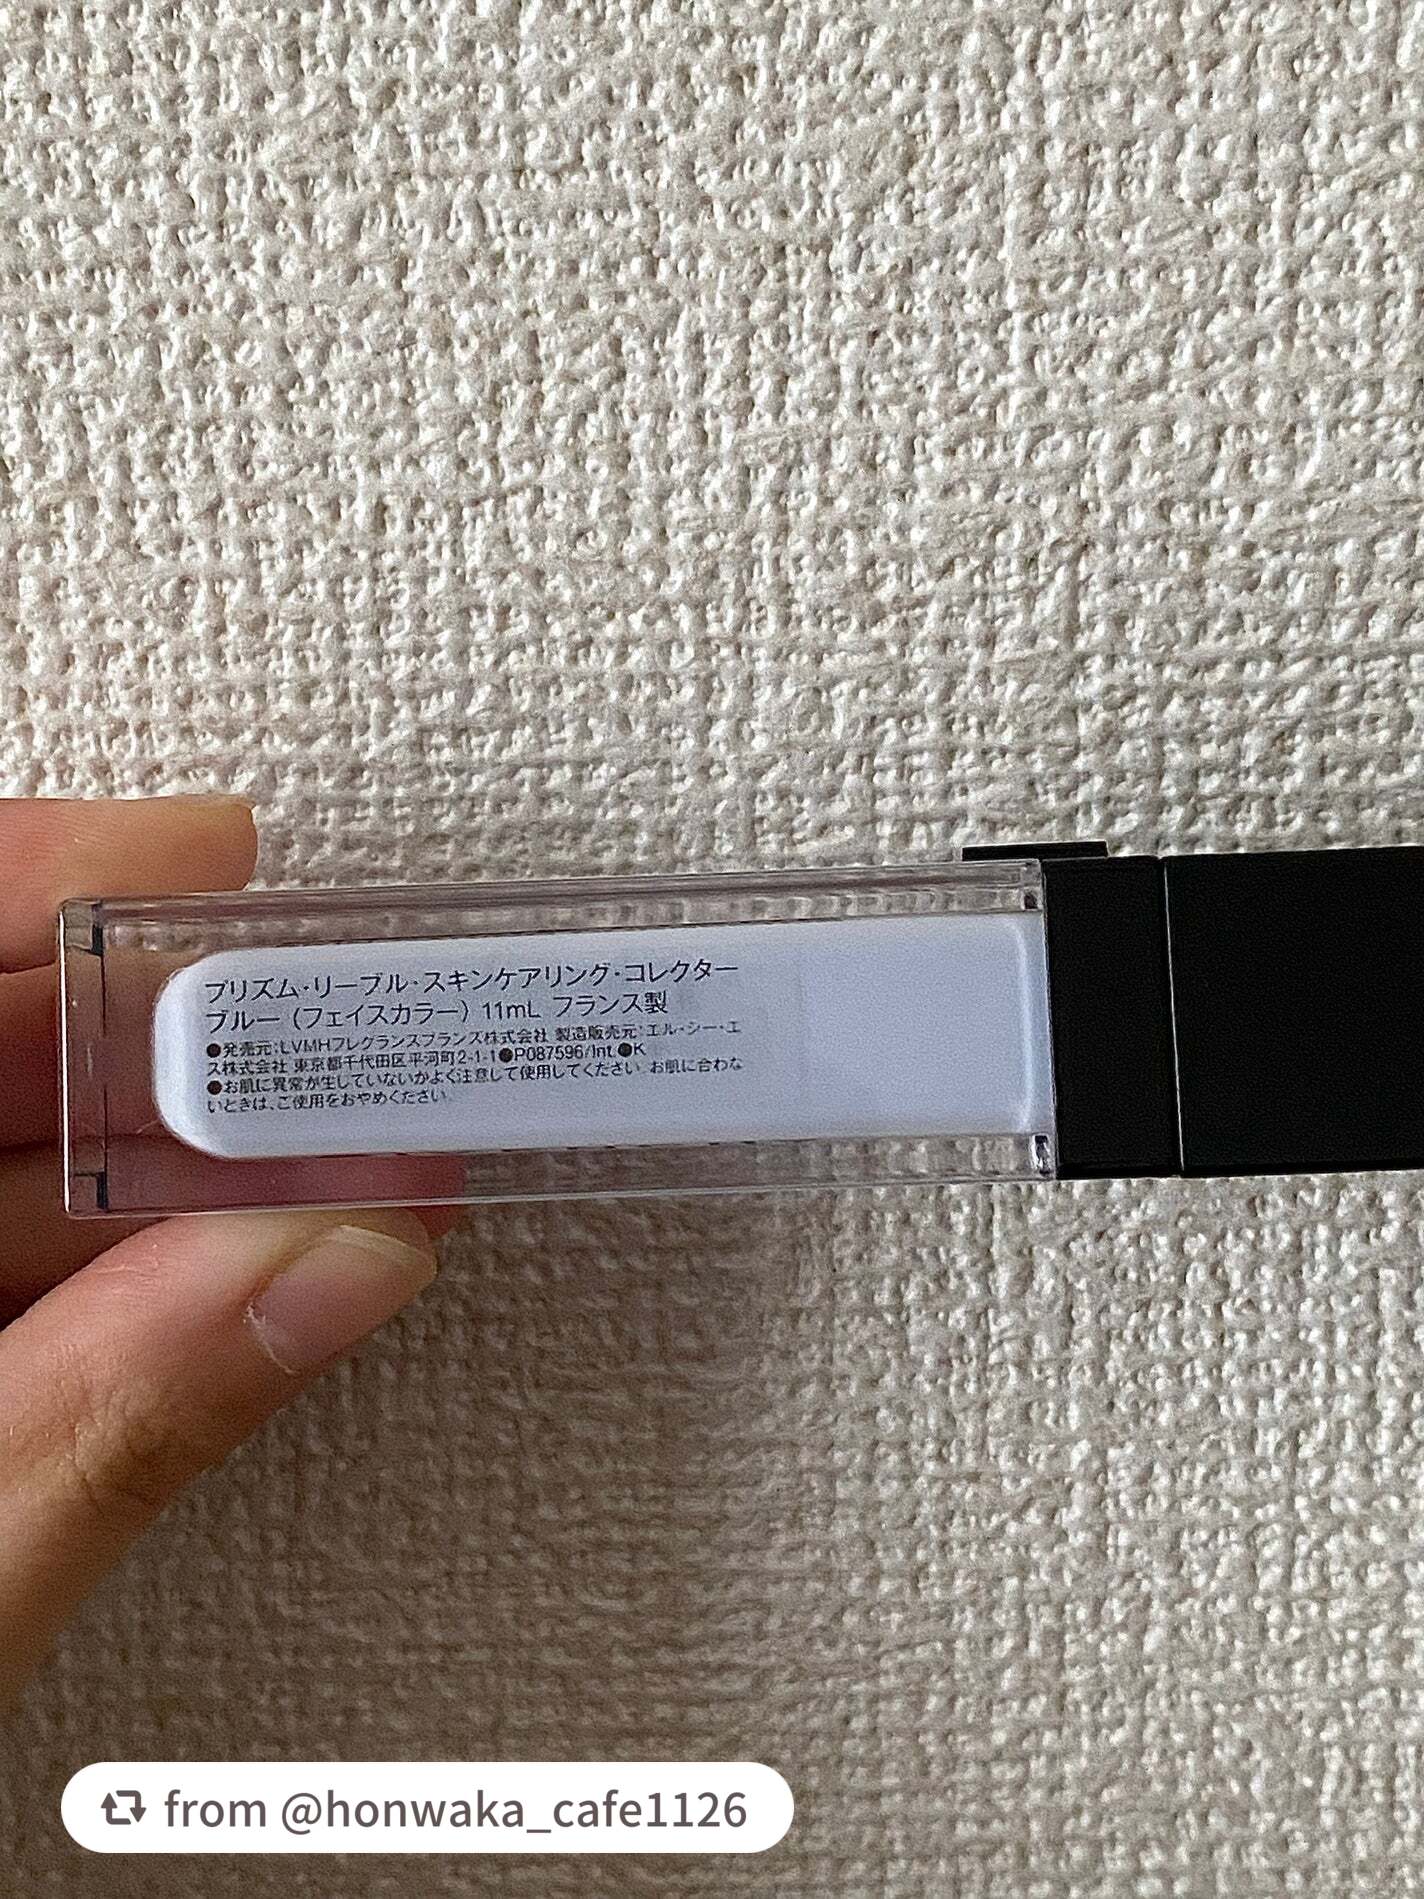 プリズム・リーブル・スキンケアリング・コレクター
ブルー（フェイスカラー）11mL フランス製
●発売元:LVMHフレグランスブランズ株式会社 製造販売元:エル・シー・エ
ス株式会社 東京都千代田区平河町2-1-1●P087596/Int.●K
●お肌に異常が生じていないかよく注意して使用してください。お肌に合わな
いときは、ご使用をおやめください。
from @honwaka_cafe1126